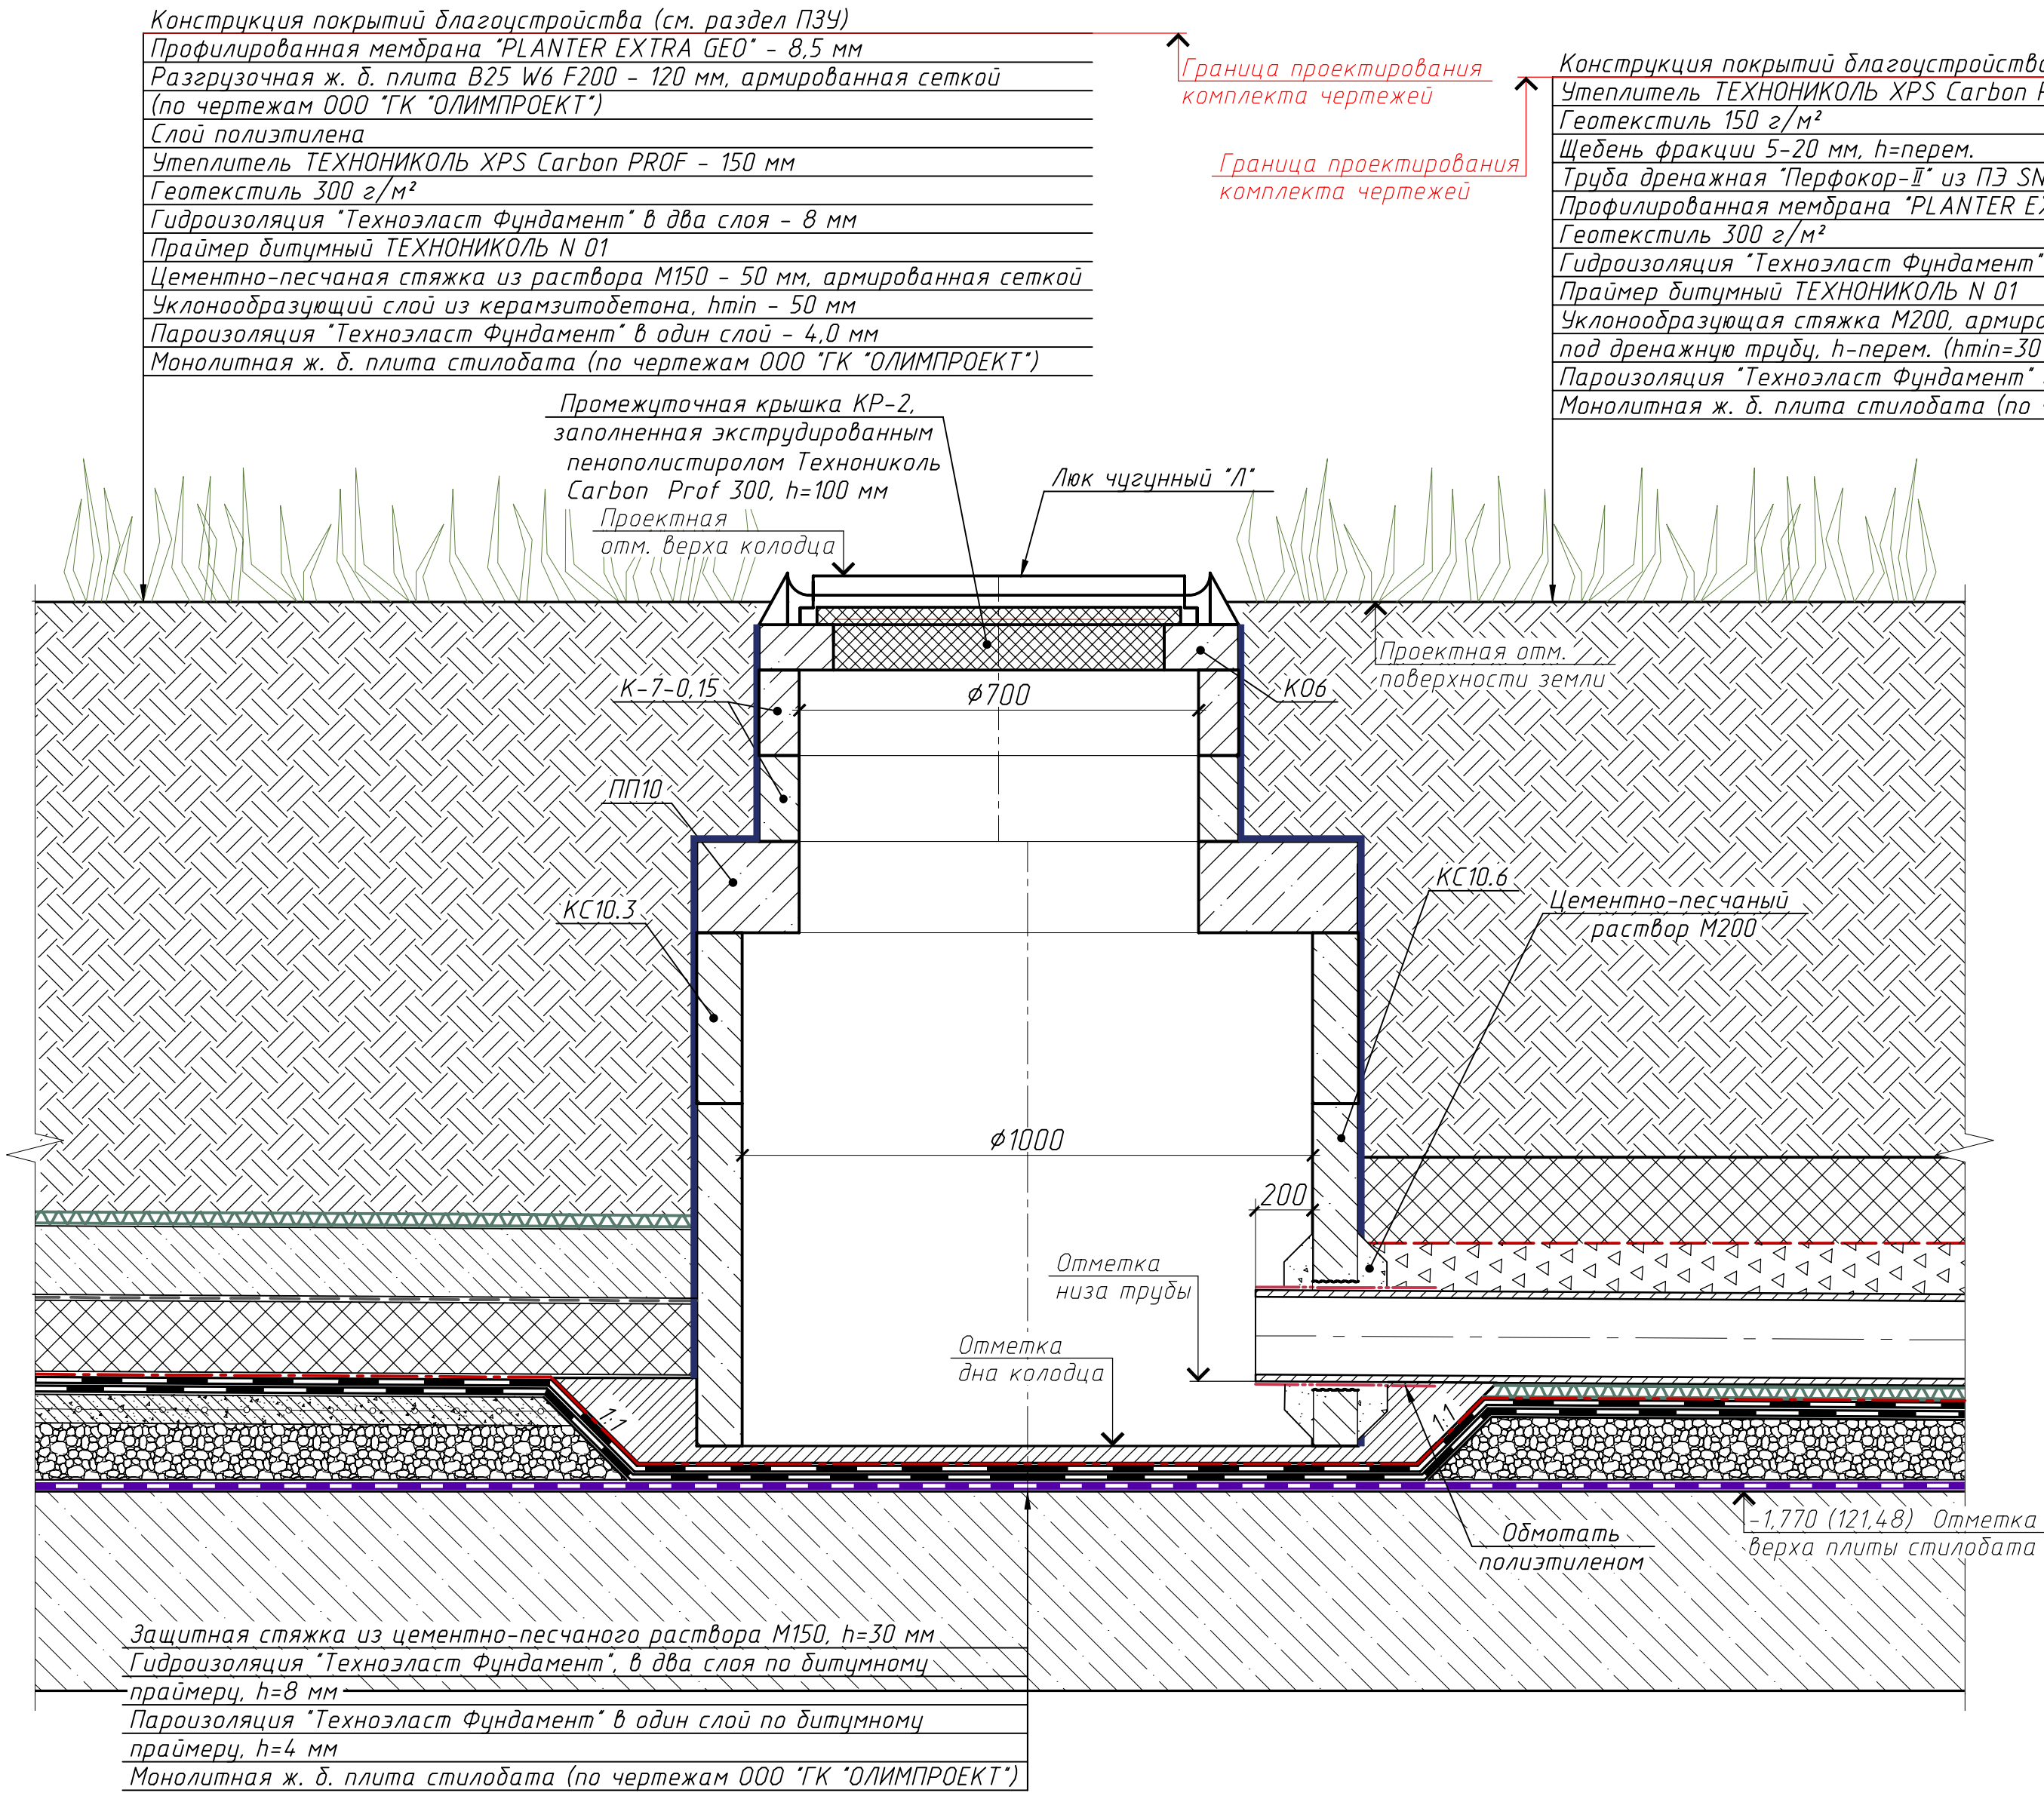 Конструкция покрытий благоустройства (см. раздел ПЗУ)
Профилированная мембрана "PLANTER EXTRA GEO" - 8,5 мм
Разгрузочная ж. б. плита В25 W6 F200 - 120 мм, армированная сеткой
(по чертежам ООО "ГК "ОЛИМПРОЕКТ")
Слой полиэтилена
Утеплитель ТЕХНОНИКОЛЬ XPS Carbon PROF - 150 мм
Геотекстиль 300 г/м²
Гидроизоляция "Техноэласт Фундамент" в два слоя - 8 мм
Праймер битумный ТЕХНОНИКОЛЬ N 01
Цементно-песчаная стяжка из раствора М150 - 50 мм, армированная сеткой
Уклонообразующий слой из керамзитобетона, hmin - 50 мм
Пароизоляция "Техноэласт Фундамент" в один слой - 4,0 мм
Монолитная ж. б. плита стилобата (по чертежам ООО "ГК "ОЛИМПРОЕКТ")
Граница проектирования
комплекта чертежей
Граница проектирования
комплекта чертежей
Конструкция покрытий благоустройства
Утеплитель ТЕХНОНИКОЛЬ XPS Carbon
Геотекстиль 150 г/м²
Щебень фракции 5-20 мм, h=перем.
Труба дренажная "Перфокор-II" из ПЭ SN
Профилированная мембрана "PLANTER
Геотекстиль 300 г/м²
Гидроизоляция "Техноэласт Фундамент"
Праймер битумный ТЕХНОНИКОЛЬ N 01
Уклонообразующая стяжка М200,
под дренажную трубу, h-перем. (hmin=30
Пароизоляция "Техноэласт Фундамент"
Монолитная ж. б. плита стилобата (по
Промежуточная крышка КР-2,
заполненная экструдированным
пенополистиролом Технониколь
Carbon Prof 300, h=100 мм
Проектная
отм. верха колодца
Люк чугунный "Л"
Проектная отм.
поверхности земли
К-7-0,15
ø700
КО6
ПП10
КС10.3
КС10.6
Цементно-песчаный
раствор М200
ø1000
200
Отметка
низа трубы
Отметка
дна колодца
1:1
1:1
Обмотать
полиэтиленом
-1,770 (121,48) Отметка
верха плиты стилобата
Защитная стяжка из цементно-песчаного раствора М150, h=30 мм
Гидроизоляция "Техноэласт Фундамент", в два слоя по битумному
праймеру, h=8 мм
Пароизоляция "Техноэласт Фундамент" в один слой по битумному
праймеру, h=4 мм
Монолитная ж. б. плита стилобата (по чертежам ООО "ГК "ОЛИМПРОЕКТ")